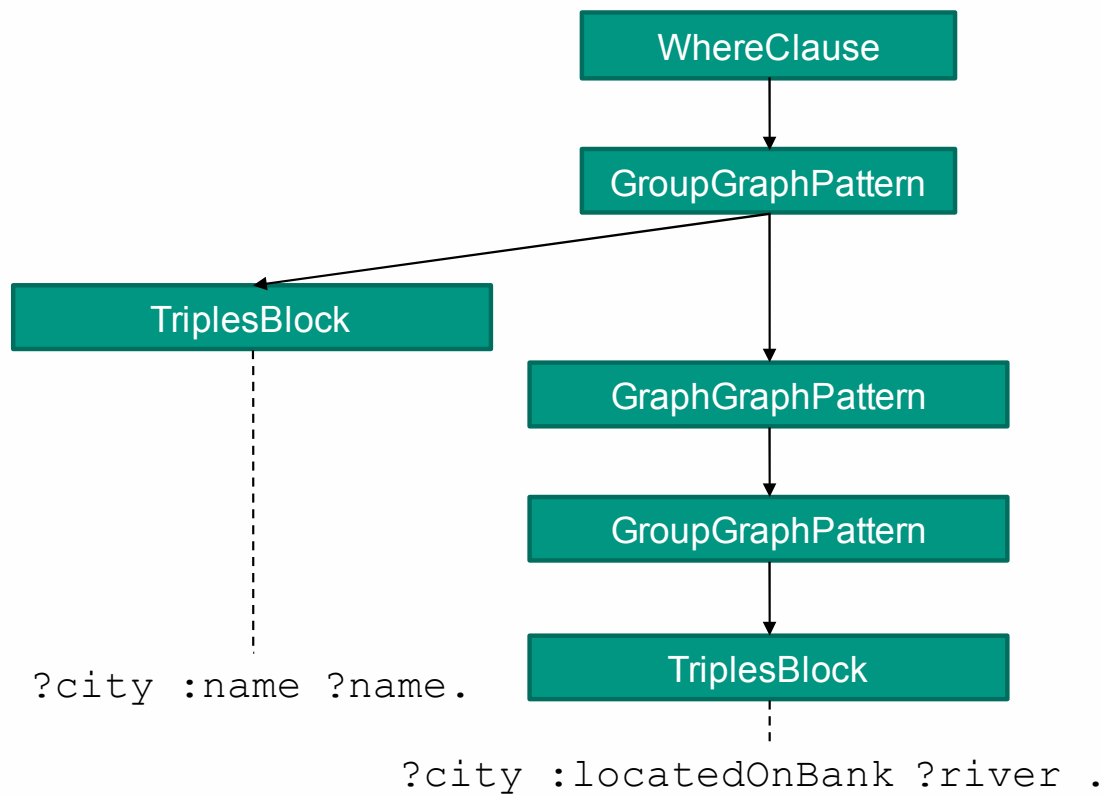 WhereClause
GroupGraphPattern
TriplesBlock
GraphGraphPattern
GroupGraphPattern
TriplesBlock
?city :name ?name.
?city :locatedOnBank ?river .